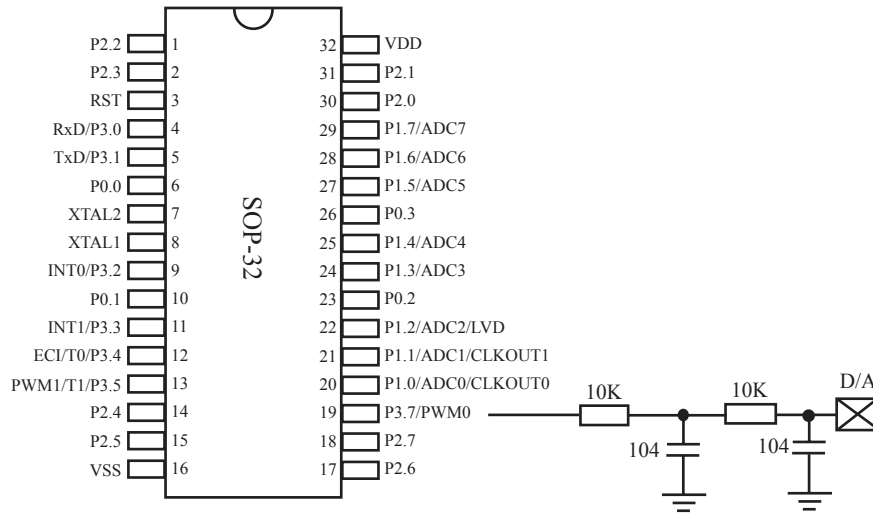 P2.2 1 32 VDD
P2.3 2 31 P2.1
RST 3 30 P2.0
RxD/P3.0 4 29 P1.7/ADC7
TxD/P3.1 5 28 P1.6/ADC6
P0.0 6 27 P1.5/ADC5
XTAL2 7 26 P0.3
XTAL1 8 25 P1.4/ADC4
INT0/P3.2 9 24 P1.3/ADC3
P0.1 10 23 P0.2
INT1/P3.3 11 22 P1.2/ADC2/LVD
ECI/T0/P3.4 12 21 P1.1/ADC1/CLKOUT1
PWM1/T1/P3.5 13 20 P1.0/ADC0/CLKOUT0
P2.4 14 19 P3.7/PWM0
P2.5 15 18 P2.7
VSS 16 17 P2.6
SOP-32
10K 10K D/A
104 104